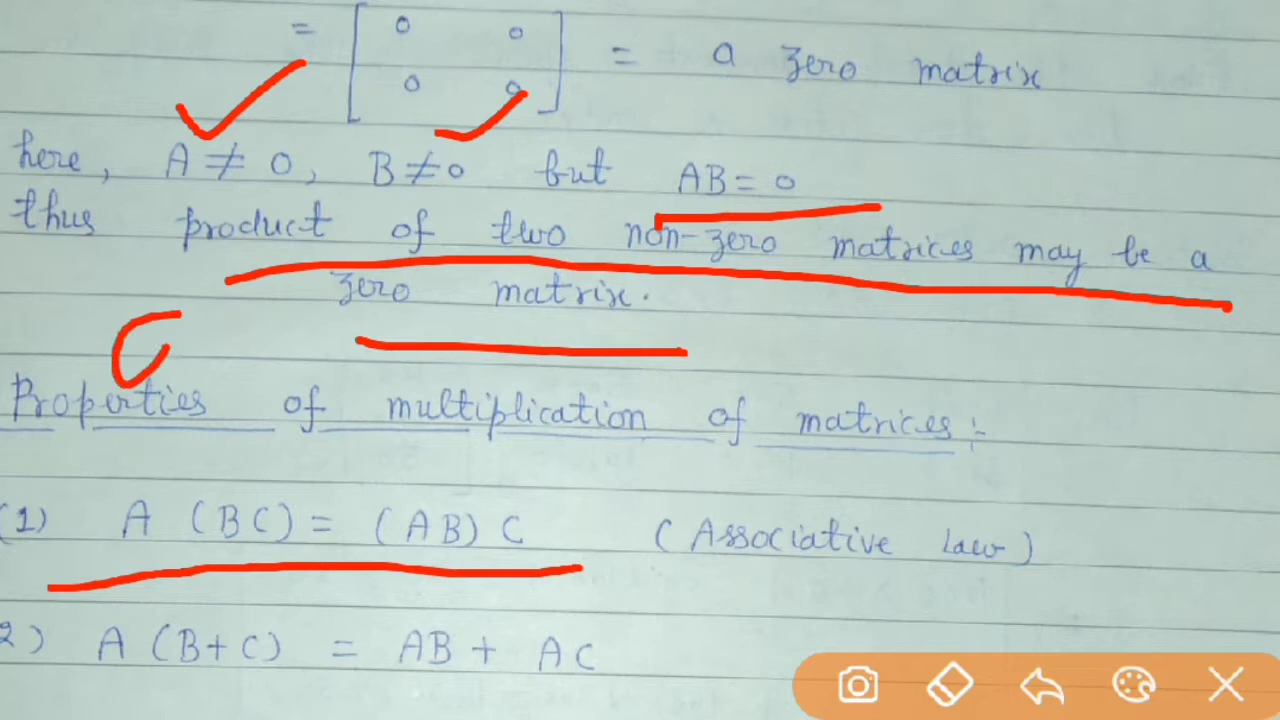 = [ 0 0 ] = a zero matrix
[ 0 0 ]
here, A ≠ 0, B ≠ 0 but AB = 0
thus product of two non-zero matrices may be a
zero matrix.
Properties of multiplication of matrices :-
(1) A (BC) = (AB) C (Associative Law)
2) A (B+C) = AB + AC